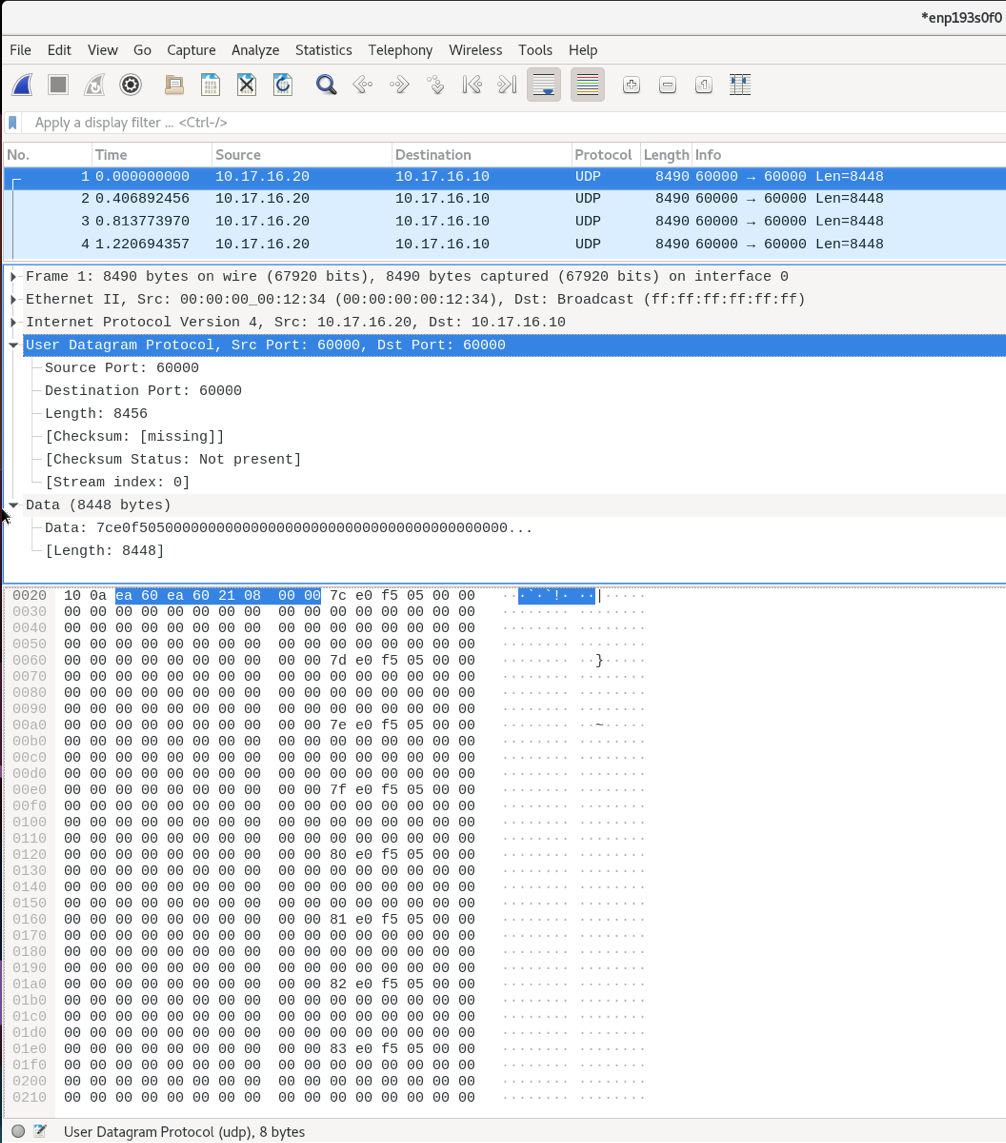 *enp193s0f0
File Edit View Go Capture Analyze Statistics Telephony Wireless Tools Help
Apply a display filter ... <Ctrl-/>
No. Time Source Destination Protocol Length Info
1 0.000000000 10.17.16.20 10.17.16.10 UDP 8490 60000 → 60000 Len=8448
2 0.406892456 10.17.16.20 10.17.16.10 UDP 8490 60000 → 60000 Len=8448
3 0.813773970 10.17.16.20 10.17.16.10 UDP 8490 60000 → 60000 Len=8448
4 1.220694357 10.17.16.20 10.17.16.10 UDP 8490 60000 → 60000 Len=8448
Frame 1: 8490 bytes on wire (67920 bits), 8490 bytes captured (67920 bits) on interface 0
Ethernet II, Src: 00:00:00_00:12:34 (00:00:00:00:12:34), Dst: Broadcast (ff:ff:ff:ff:ff:ff)
Internet Protocol Version 4, Src: 10.17.16.20, Dst: 10.17.16.10
User Datagram Protocol, Src Port: 60000, Dst Port: 60000
Source Port: 60000
Destination Port: 60000
Length: 8456
[Checksum: [missing]]
[Checksum Status: Not present]
[Stream index: 0]
Data (8448 bytes)
Data: 7ce0f50500000000000000000000000000000000000000000...
[Length: 8448]
0020 10 0a ea 60 ea 60 21 08 00 00 7c e0 f5 05 00 00 ···`·`!· ··|·····
0030 00 00 00 00 00 00 00 00 00 00 00 00 00 00 00 00 ········ ········
0040 00 00 00 00 00 00 00 00 00 00 00 00 00 00 00 00 ········ ········
0050 00 00 00 00 00 00 00 00 00 00 00 00 00 00 00 00 ········ ········
0060 00 00 00 00 00 00 00 00 00 00 7d e0 f5 05 00 00 ········ ··}·····
0070 00 00 00 00 00 00 00 00 00 00 00 00 00 00 00 00 ········ ········
0080 00 00 00 00 00 00 00 00 00 00 00 00 00 00 00 00 ········ ········
0090 00 00 00 00 00 00 00 00 00 00 00 00 00 00 00 00 ········ ········
00a0 00 00 00 00 00 00 00 00 00 00 7e e0 f5 05 00 00 ········ ··~·····
00b0 00 00 00 00 00 00 00 00 00 00 00 00 00 00 00 00 ········ ········
00c0 00 00 00 00 00 00 00 00 00 00 00 00 00 00 00 00 ········ ········
00d0 00 00 00 00 00 00 00 00 00 00 00 00 00 00 00 00 ········ ········
00e0 00 00 00 00 00 00 00 00 00 00 7f e0 f5 05 00 00 ········ ········
00f0 00 00 00 00 00 00 00 00 00 00 00 00 00 00 00 00 ········ ········
0100 00 00 00 00 00 00 00 00 00 00 00 00 00 00 00 00 ········ ········
0110 00 00 00 00 00 00 00 00 00 00 00 00 00 00 00 00 ········ ········
0120 00 00 00 00 00 00 00 00 00 00 80 e0 f5 05 00 00 ········ ········
0130 00 00 00 00 00 00 00 00 00 00 00 00 00 00 00 00 ········ ········
0140 00 00 00 00 00 00 00 00 00 00 00 00 00 00 00 00 ········ ········
0150 00 00 00 00 00 00 00 00 00 00 00 00 00 00 00 00 ········ ········
0160 00 00 00 00 00 00 00 00 00 00 81 e0 f5 05 00 00 ········ ········
0170 00 00 00 00 00 00 00 00 00 00 00 00 00 00 00 00 ········ ········
0180 00 00 00 00 00 00 00 00 00 00 00 00 00 00 00 00 ········ ········
0190 00 00 00 00 00 00 00 00 00 00 00 00 00 00 00 00 ········ ········
01a0 00 00 00 00 00 00 00 00 00 00 82 e0 f5 05 00 00 ········ ········
01b0 00 00 00 00 00 00 00 00 00 00 00 00 00 00 00 00 ········ ········
01c0 00 00 00 00 00 00 00 00 00 00 00 00 00 00 00 00 ········ ········
01d0 00 00 00 00 00 00 00 00 00 00 00 00 00 00 00 00 ········ ········
01e0 00 00 00 00 00 00 00 00 00 00 83 e0 f5 05 00 00 ········ ········
01f0 00 00 00 00 00 00 00 00 00 00 00 00 00 00 00 00 ········ ········
0200 00 00 00 00 00 00 00 00 00 00 00 00 00 00 00 00 ········ ········
0210 00 00 00 00 00 00 00 00 00 00 00 00 00 00 00 00 ········ ········
User Datagram Protocol (udp), 8 bytes